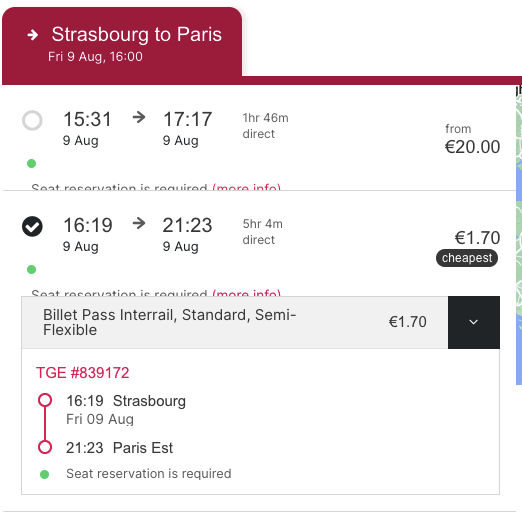 Strasbourg to Paris
Fri 9 Aug, 16:00
15:31 17:17 1hr 46m
9 Aug 9 Aug direct
from
€20.00
Seat reservation is required (more info)
16:19 21:23 5hr 4m
9 Aug 9 Aug direct
€1.70
cheapest
Seat reservation is required (more info)
Billet Pass Interrail, Standard, Semi-
Flexible
€1.70
TGE #839172
16:19 Strasbourg
Fri 09 Aug
21:23 Paris Est
Seat reservation is required